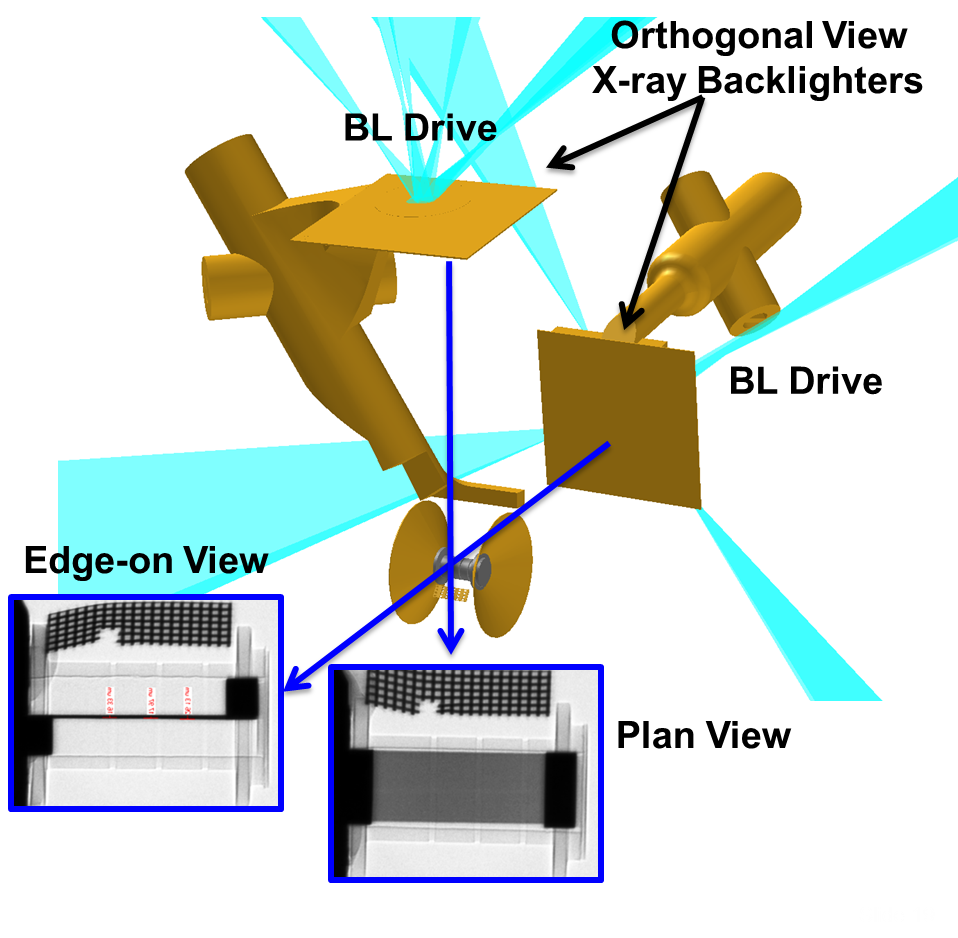 Orthogonal View
X-ray Backlighters
BL Drive
BL Drive
Edge-on View
Plan View